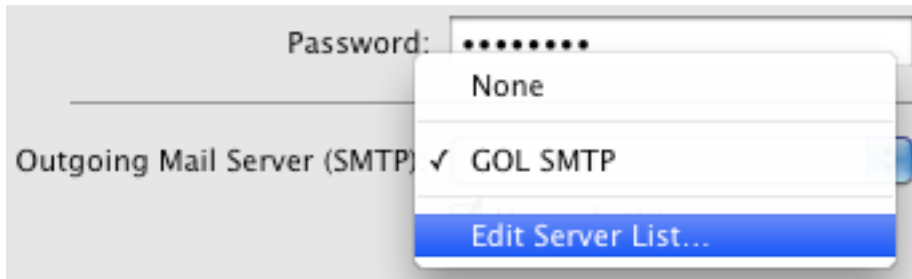 Password: ••••••••
None
Outgoing Mail Server (SMTP) ✓ GOL SMTP
Edit Server List...